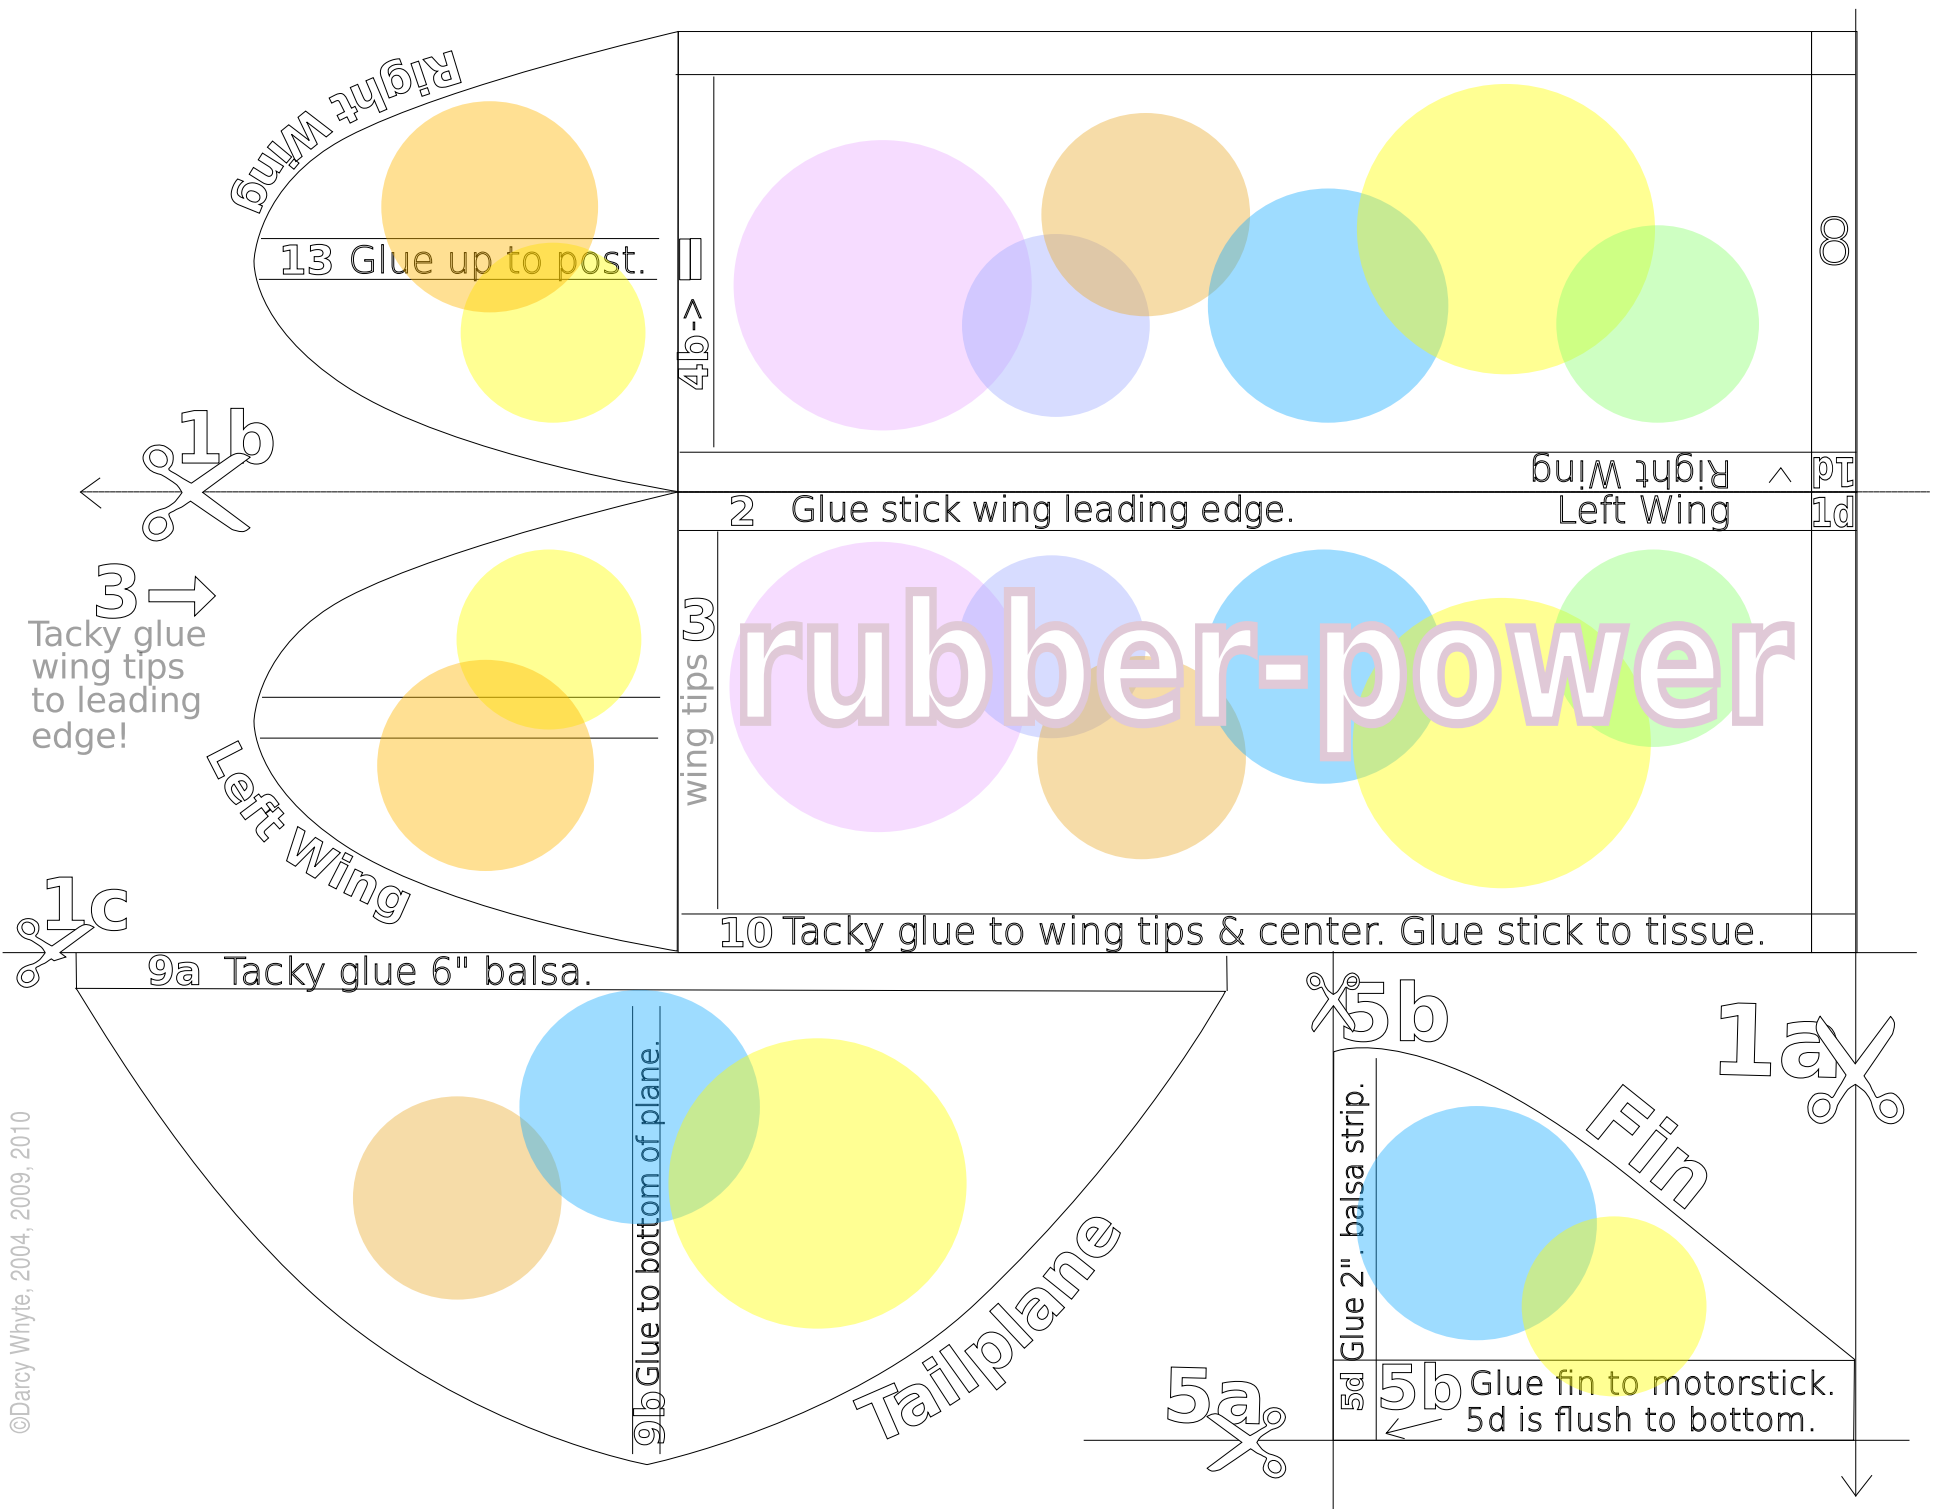 Right Wing
13 Glue up to post.
4b->
8
1b
Right Wing > 1d
2 Glue stick wing leading edge. Left Wing 1d
3
Tacky glue
wing tips
to leading
edge!
3
wing tips
rubber-power
Left Wing
10 Tacky glue to wing tips & center. Glue stick to tissue.
1c
9a Tacky glue 6" balsa.
9b Glue to bottom of plane.
Tailplane
5b
1a
Fin
5d Glue 2". balsa strip.
5a
5b Glue fin to motorstick.
5d is flush to bottom.
©Darcy Whyte, 2004, 2009, 2010